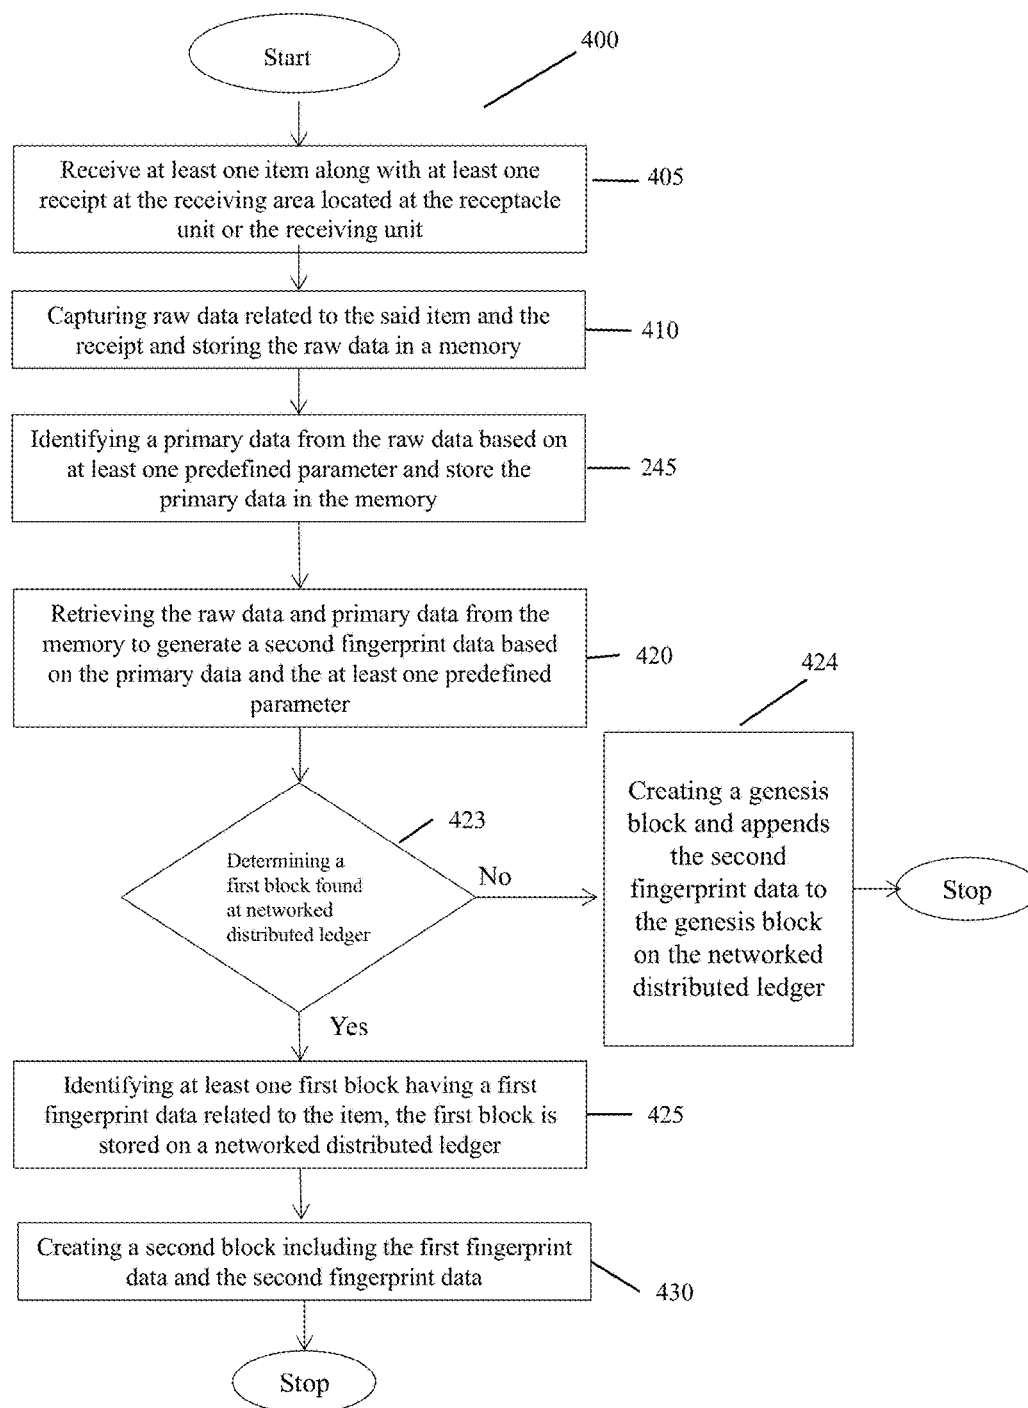 Start
400
Receive at least one item along with at least one
receipt at the receiving area located at the receptacle
unit or the receiving unit
405
Capturing raw data related to the said item and the
receipt and storing the raw data in a memory
410
Identifying a primary data from the raw data based on
at least one predefined parameter and store the
primary data in the memory
245
Retrieving the raw data and primary data from the
memory to generate a second fingerprint data based
on the primary data and the at least one predefined
parameter
420
424
Determining a
first block found
at networked
distributed ledger
423
No
Creating a genesis
block and appends
the second
fingerprint data to
the genesis block
on the networked
distributed ledger
Stop
Yes
Identifying at least one first block having a first
fingerprint data related to the item, the first block is
stored on a networked distributed ledger
425
Creating a second block including the first fingerprint
data and the second fingerprint data
430
Stop